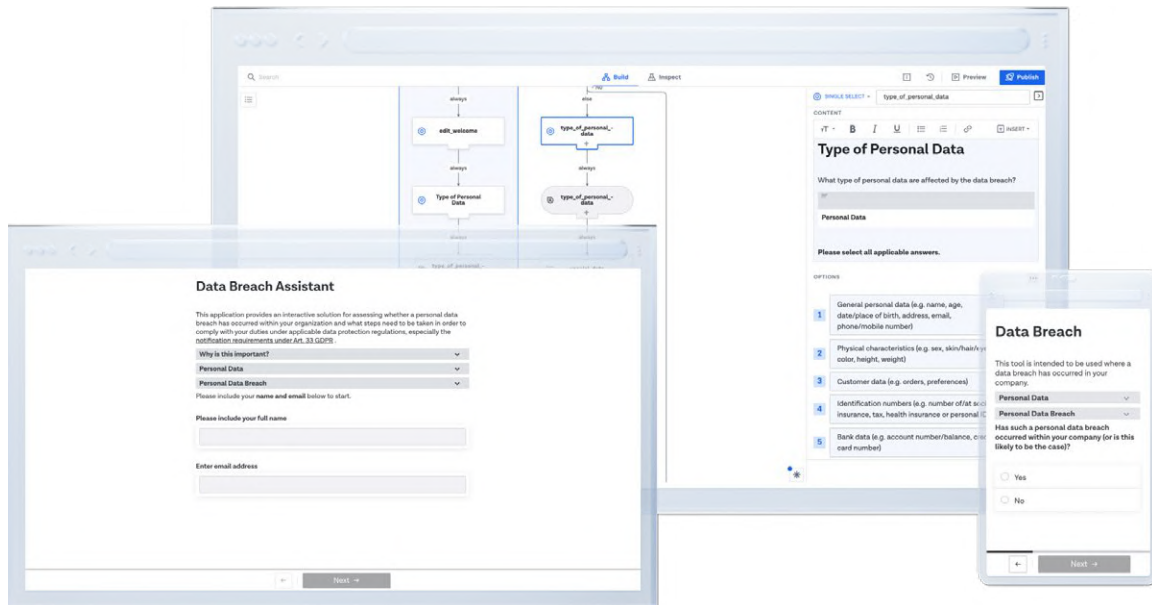 Search
Build
Inspect
Preview
Publish
always
edit_welcome
always
Type of Personal
Data
always
No
else
type_of_personal_-
data
always
type_of_personal_-
data
always
SINGLE SELECT
type_of_personal_data
CONTENT
B I U
INSERT
Type of Personal Data
What type of personal data are affected by the data breach?
Personal Data
Please select all applicable answers.
OPTIONS
1 General personal data (e.g. name, age,
date/place of birth, address, email,
phone/mobile number)
2 Physical characteristics (e.g. sex, skin/hair/eye
color, height, weight)
3 Customer data (e.g. orders, preferences)
4 Identification numbers (e.g. number of/at
insurance, tax, health insurance or personal
5 Bank data (e.g. account number/balance,
card number)
Data Breach Assistant
This application provides an interactive solution for assessing whether a personal data
breach has occurred within your organization and what steps need to be taken in order to
comply with your duties under applicable data protection regulations, especially the
notification requirements under Art. 33 GDPR .
Why is this important?
Personal Data
Personal Data Breach
Please include your name and email below to start.
Please include your full name
Enter email address
← Next →
Data Breach
This tool is intended to be used where a
data breach has occurred in your
company.
Personal Data
Personal Data Breach
Has such a personal data breach
occurred within your company (or is this
likely to be the case)?
Yes
No
← Next →